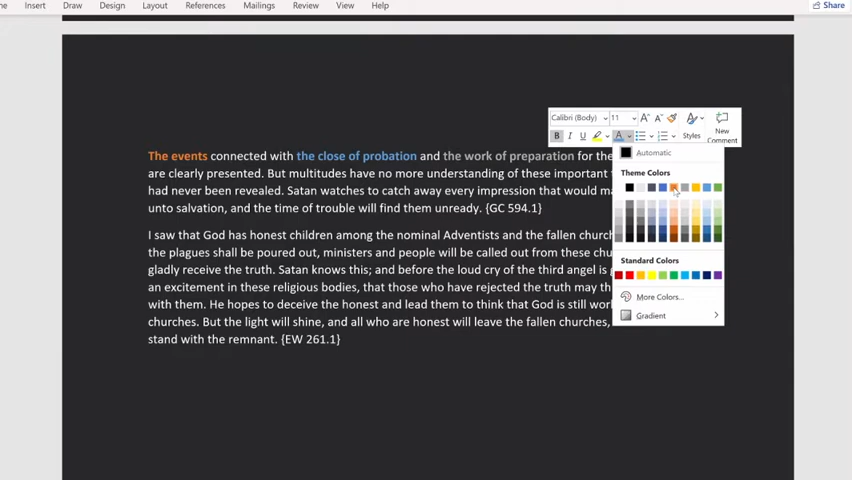 Insert Draw Design Layout References Mailings Review View Help Share
Calibri (Body) 11
B I U Styles New Comment
Automatic
Theme Colors
Standard Colors
More Colors...
Gradient
The events connected with the close of probation and the work of preparation for the
are clearly presented. But multitudes have no more understanding of these important
had never been revealed. Satan watches to catch away every impression that would
unto salvation, and the time of trouble will find them unready. {GC 594.1}
I saw that God has honest children among the nominal Adventists and the fallen
the plagues shall be poured out, ministers and people will be called out from these
gladly receive the truth. Satan knows this; and before the loud cry of the third angel is
an excitement in these religious bodies, that those who have rejected the truth may
with them. He hopes to deceive the honest and lead them to think that God is still
churches. But the light will shine, and all who are honest will leave the fallen churches,
stand with the remnant. {EW 261.1}